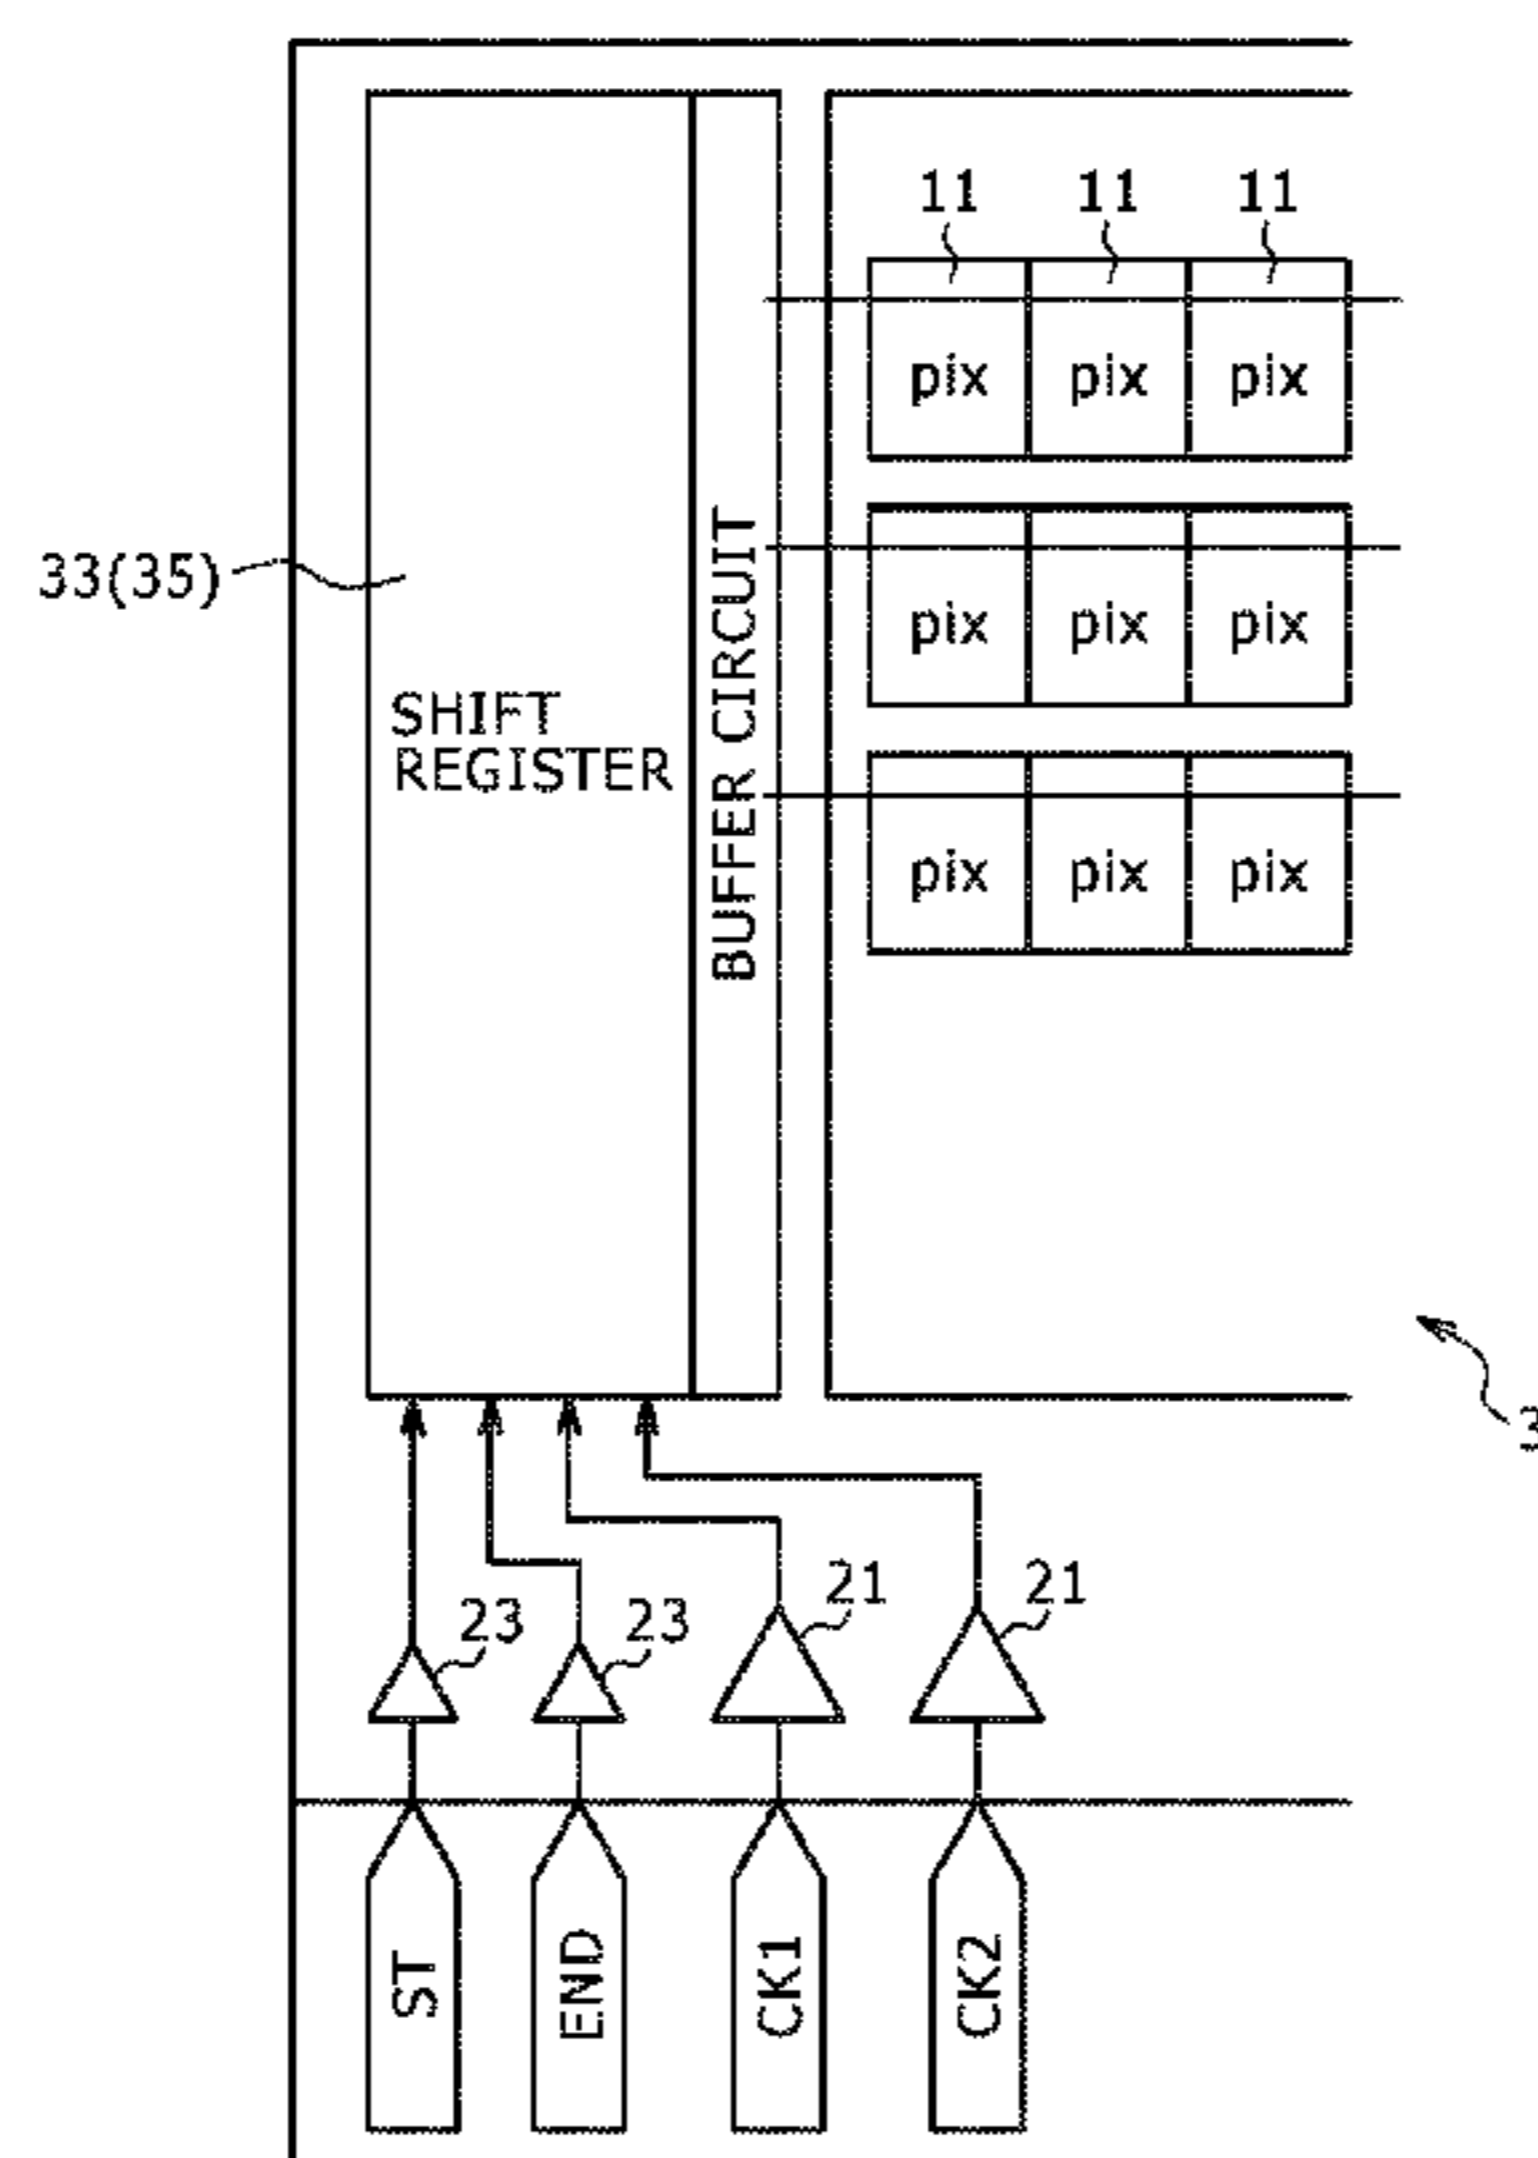 11 11 11
pix pix pix
33(35)
SHIFT
REGISTER
BUFFER CIRCUIT
pix pix pix
pix pix pix
3
23 23 21 21
ST END CK1 CK2